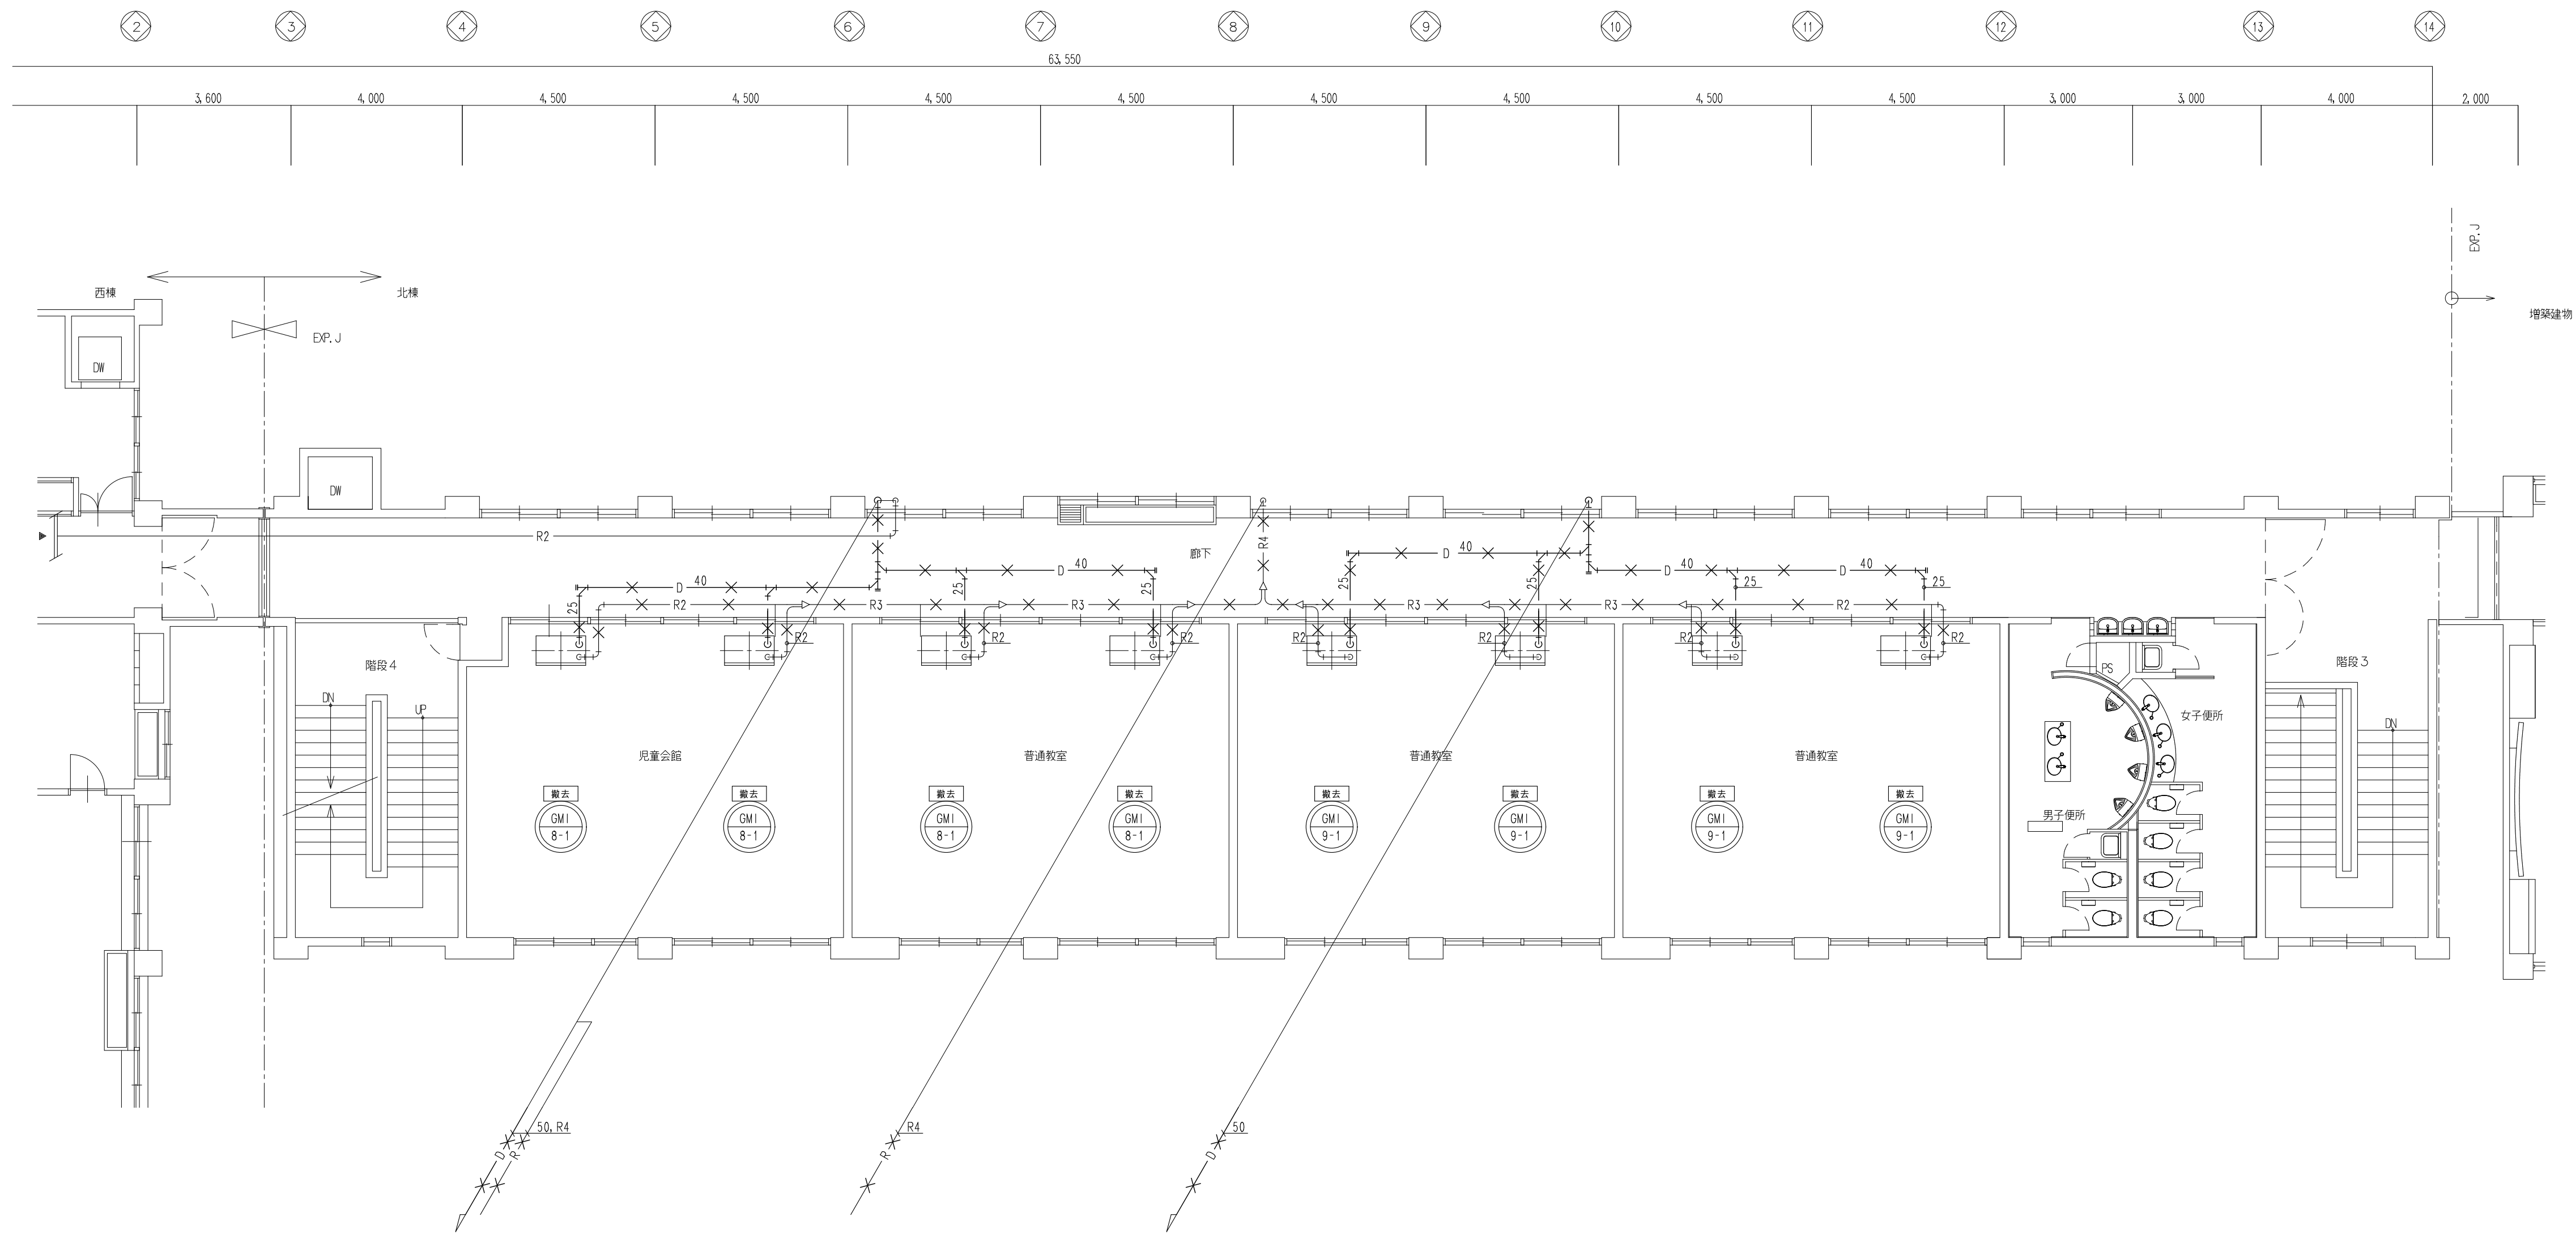 2 3 4 5 6 7 8 9 10 11 12 13 14
63,550
3,600 4,000 4,500 4,500 4,500 4,500 4,500 4,500 4,500 4,500 3,000 3,000 4,000 2,000
EXP.J
西棟 北棟
増築建物
EXP.J
DW
DW
R2
廊下
R4
D 40
D 40
D 40
D 40
D 40
25 25 25 25 25 25 25
R2 R3 R3 R3 R3 R2
R2 R2 R2 R2 R2 R2 R2
階段4
DN
UP
PS
階段3
女子便所
DN
児童会館 普通教室 普通教室 普通教室
撤去 撤去 撤去 撤去 撤去 撤去 撤去 撤去
GMI GMI GMI GMI GMI GMI GMI GMI
8-1 8-1 8-1 8-1 9-1 9-1 9-1 9-1
男子便所
50,R4 R4 50
D R R D